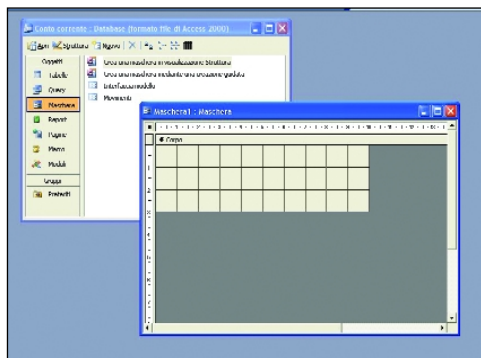 Conto corrente : Database (formato file di Access 2000)
Apri Struttura Nuovo
Oggetti
Tabelle
Query
Maschere
Report
Pagine
Macro
Moduli
Gruppi
Preferiti
Crea una maschera in visualizzazione Struttura
Crea una maschera mediante una creazione guidata
Interfaccia modello
Movimenti
Maschera1 : Maschera
Corpo